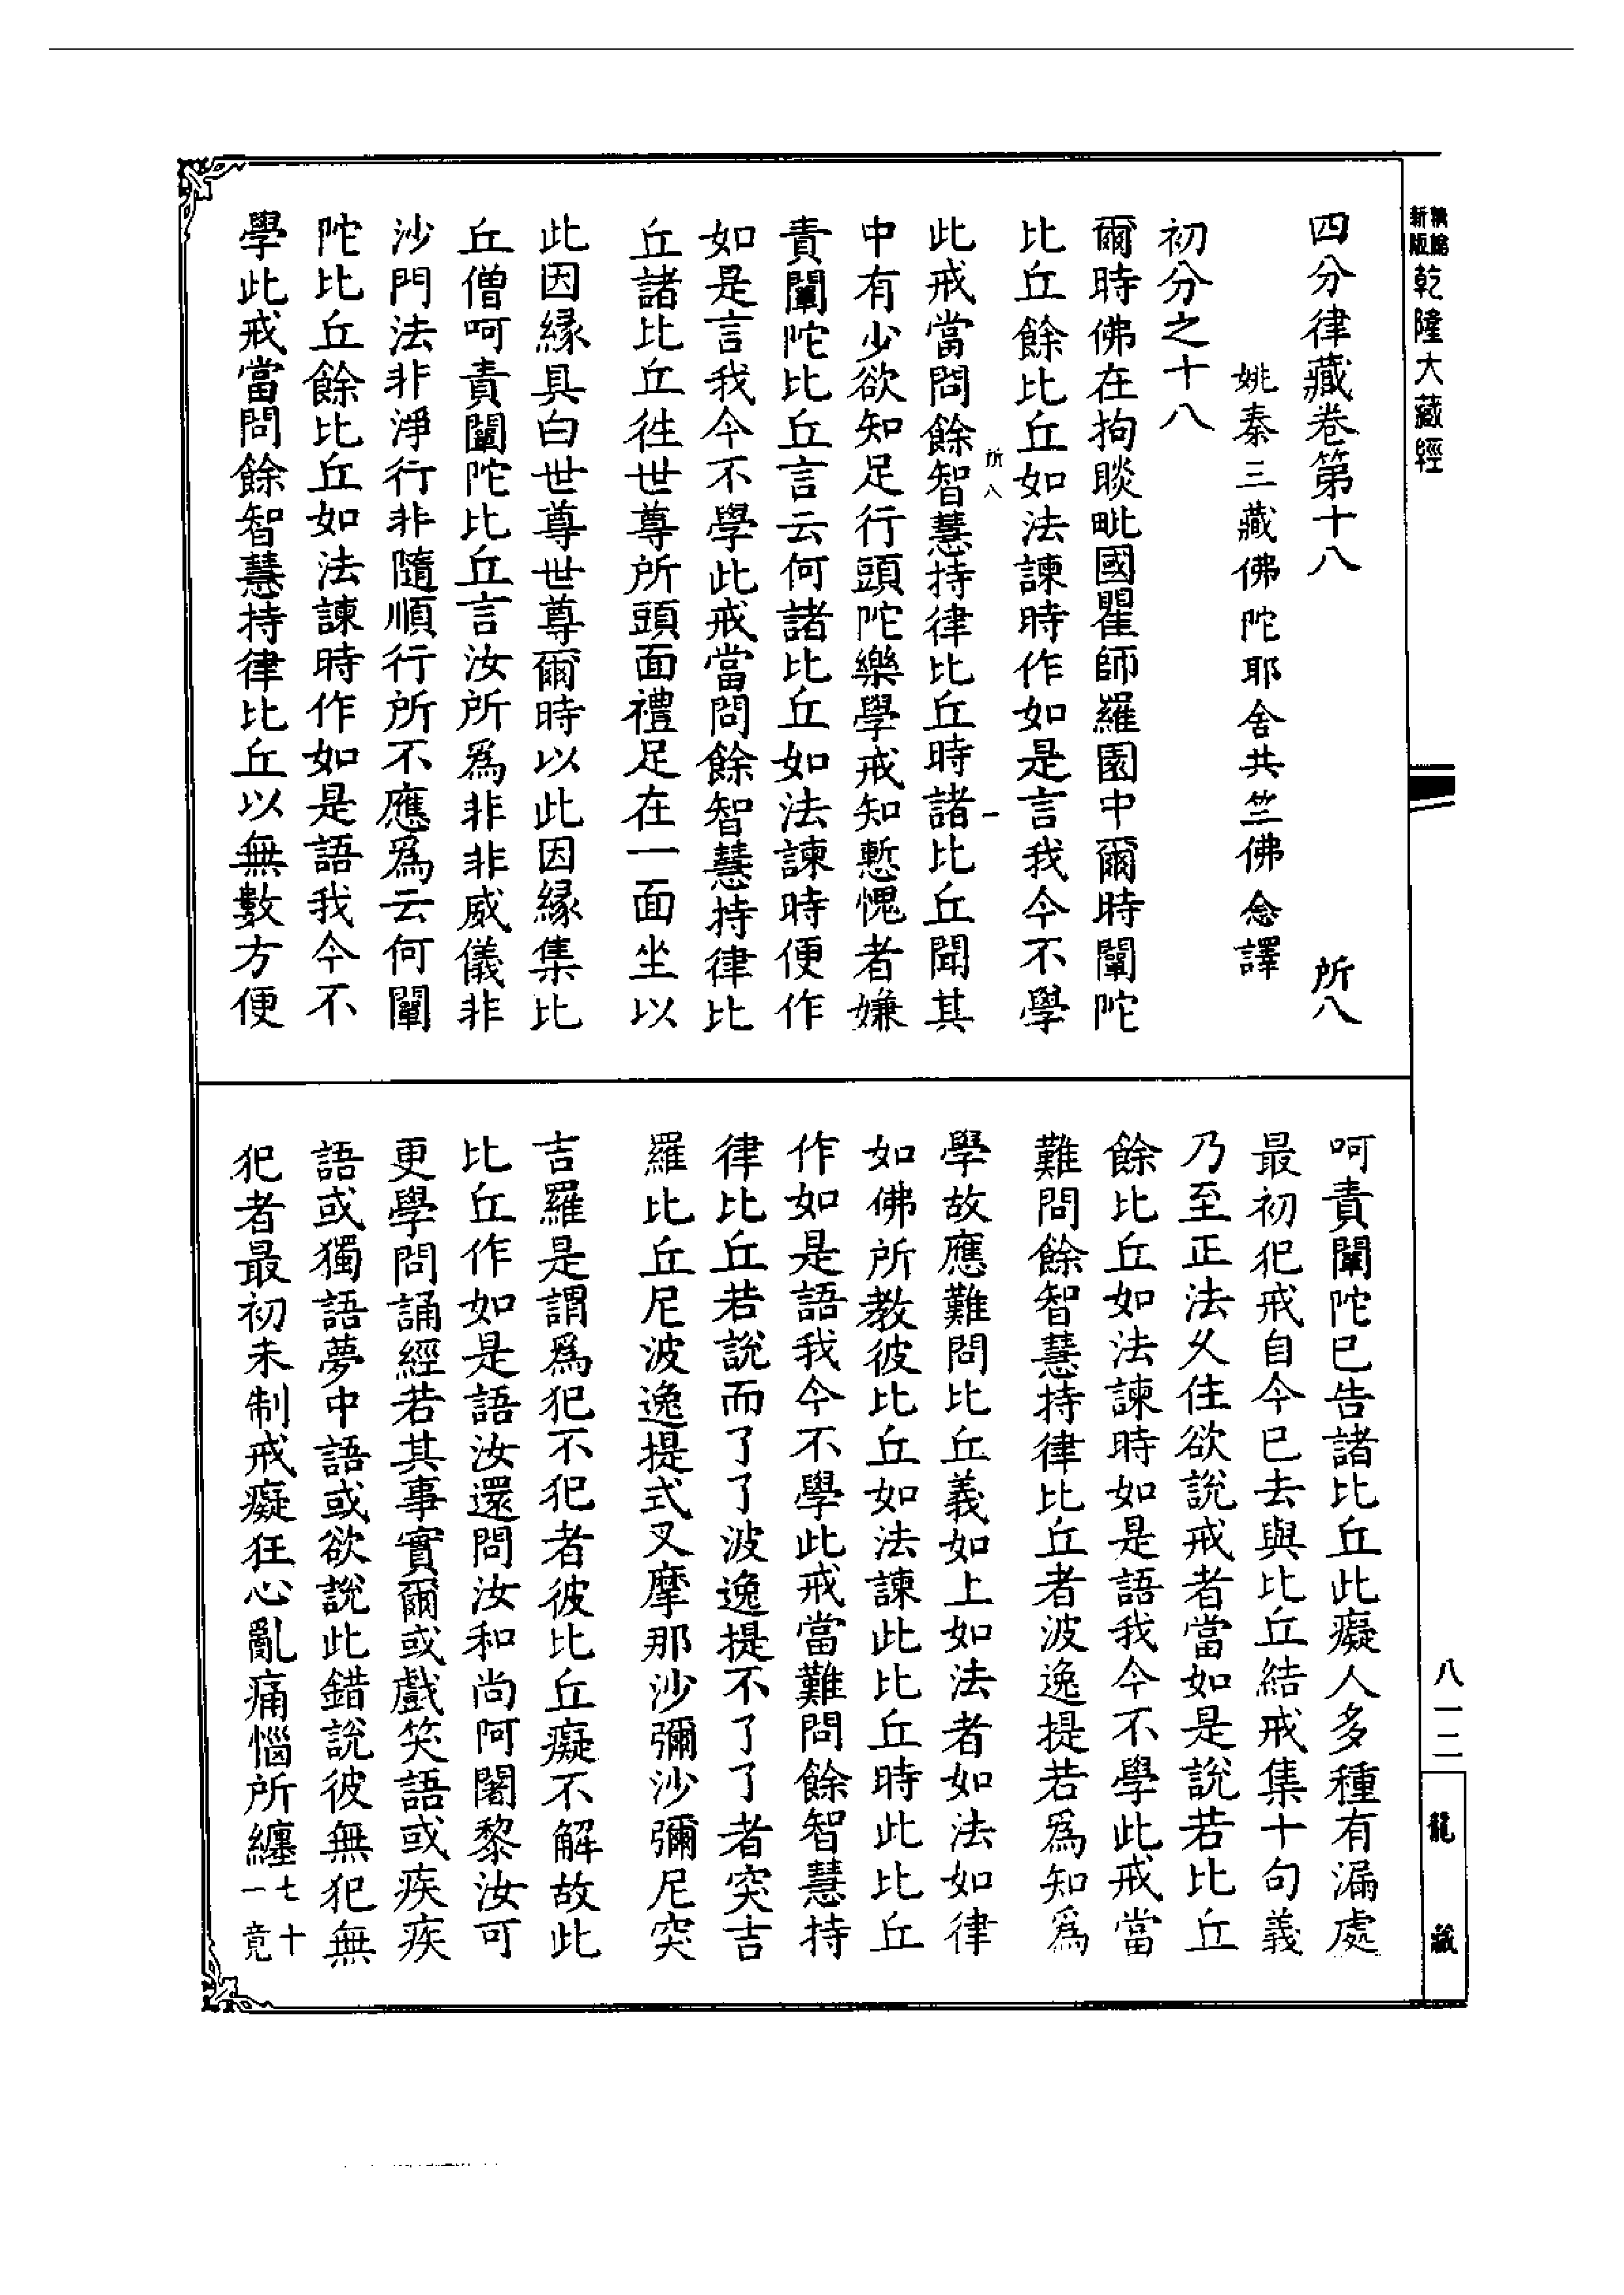 新版
乾隆大藏經
四分律藏卷第十八 所八
姚秦三藏佛陀耶舍共竺佛念譯
初分之十八
爾時佛在拘睒毗國瞿師羅園中爾時闡陀
比丘餘比丘如法諫時作如是言我今不學
所八 一
此戒當問餘智慧持律比丘時諸比丘聞其
中有少欲知足行頭陀樂學戒知慙愧者嫌
責闡陀比丘言云何諸比丘如法諫時便作
如是言我今不學此戒當問餘智慧持律比
丘諸比丘徃世尊所頭面禮足在一面坐以
此因緣具白世尊世尊爾時以此因緣集比
丘僧呵責闡陀比丘言汝所爲非非威儀非
沙門法非淨行非隨順行所不應爲云何闡
陀比丘餘比丘如法諫時作如是語我今不
學此戒當問餘智慧持律比丘以無數方便
呵責闡陀已告諸比丘此癡人多種有漏處
最初犯戒自今已去與比丘結戒集十句義
乃至正法久住欲說戒者當如是說若比丘
餘比丘如法諫時如是語我今不學此戒當
難問餘智慧持律比丘者波逸提若爲知爲
學故應難問比丘義如上如法者如法如律
如佛所教彼比丘如法諫此比丘時此比丘
作如是語我今不學此戒當難問餘智慧持
律比丘若說而了了波逸提不了了者突吉
羅比丘尼波逸提式叉摩那沙彌沙彌尼突
吉羅是謂爲犯不犯者彼比丘癡不解故此
比丘作如是語汝還問汝和尚阿闍黎汝可
更學問誦經若其事實爾或戲笑語或疾疾
語或獨語夢中語或欲說此錯說彼無犯無
犯者最初未制戒癡狂心亂痛惱所纏七十一竟
八一二
龍藏